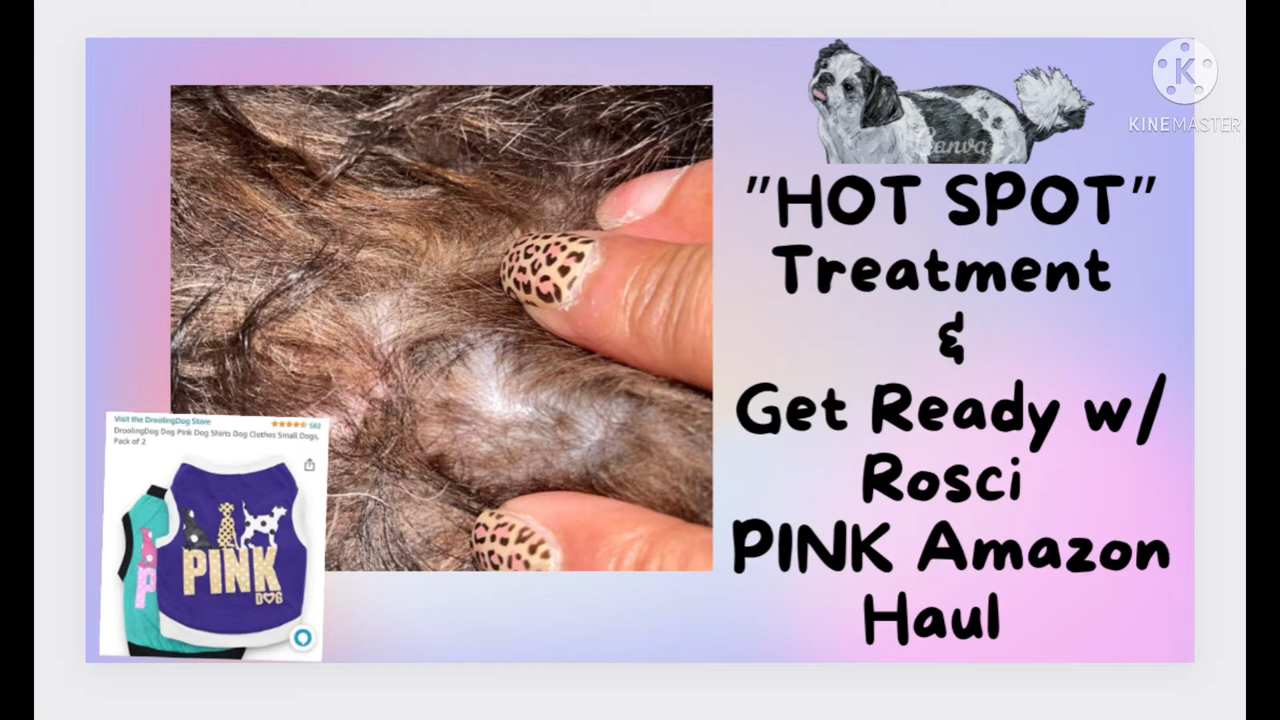 KINEMASTER
"HOT SPOT"
Treatment
&
Get Ready w/
Rosci
PINK Amazon
Haul
Visit the DroolingDog Store
DroolingDog Dog Pink Dog Shirts Dog Clothes Small Dogs,
Pack of 2
PINK